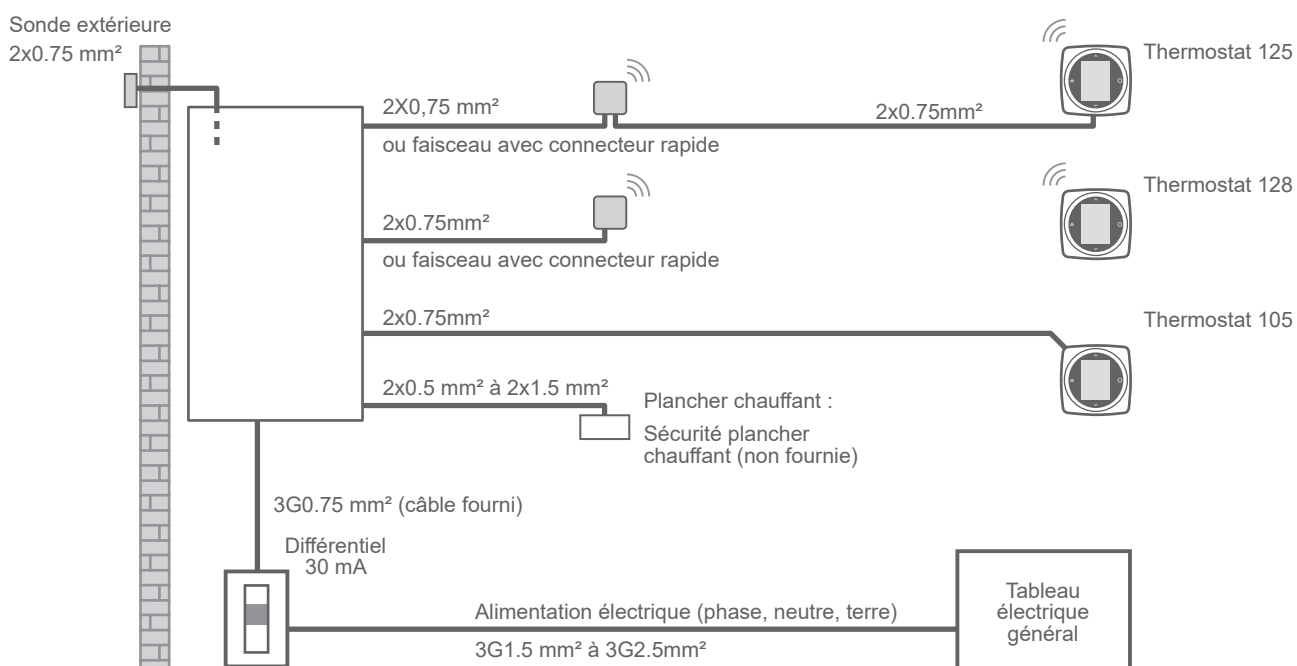 Sonde extérieure
2x0.75 mm²
Thermostat 125
2X0,75 mm²
2x0.75mm²
ou faisceau avec connecteur rapide
Thermostat 128
2x0.75mm²
ou faisceau avec connecteur rapide
2x0.75mm²
Thermostat 105
2x0.5 mm² à 2x1.5 mm²
Plancher chauffant :
Sécurité plancher
chauffant (non fournie)
3G0.75 mm² (câble fourni)
Différentiel
30 mA
Alimentation électrique (phase, neutre, terre)
3G1.5 mm² à 3G2.5mm²
Tableau
électrique
général